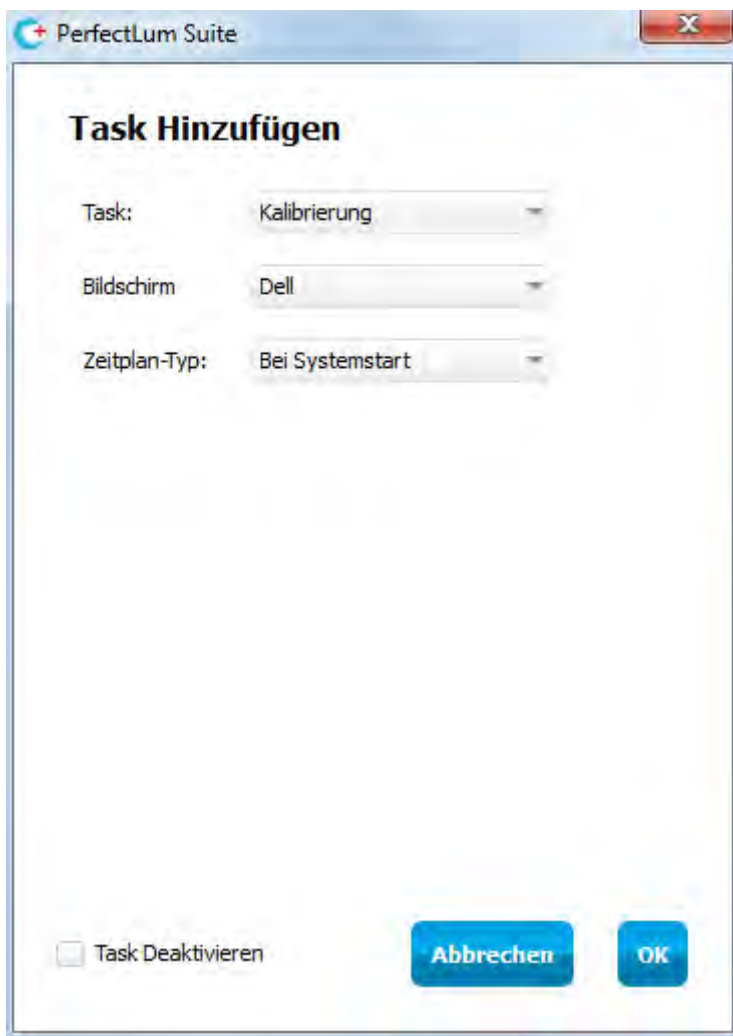 PerfectLum Suite
Task Hinzufügen
Task: Kalibrierung
Bildschirm Dell
Zeitplan-Typ: Bei Systemstart
Task Deaktivieren Abbrechen OK